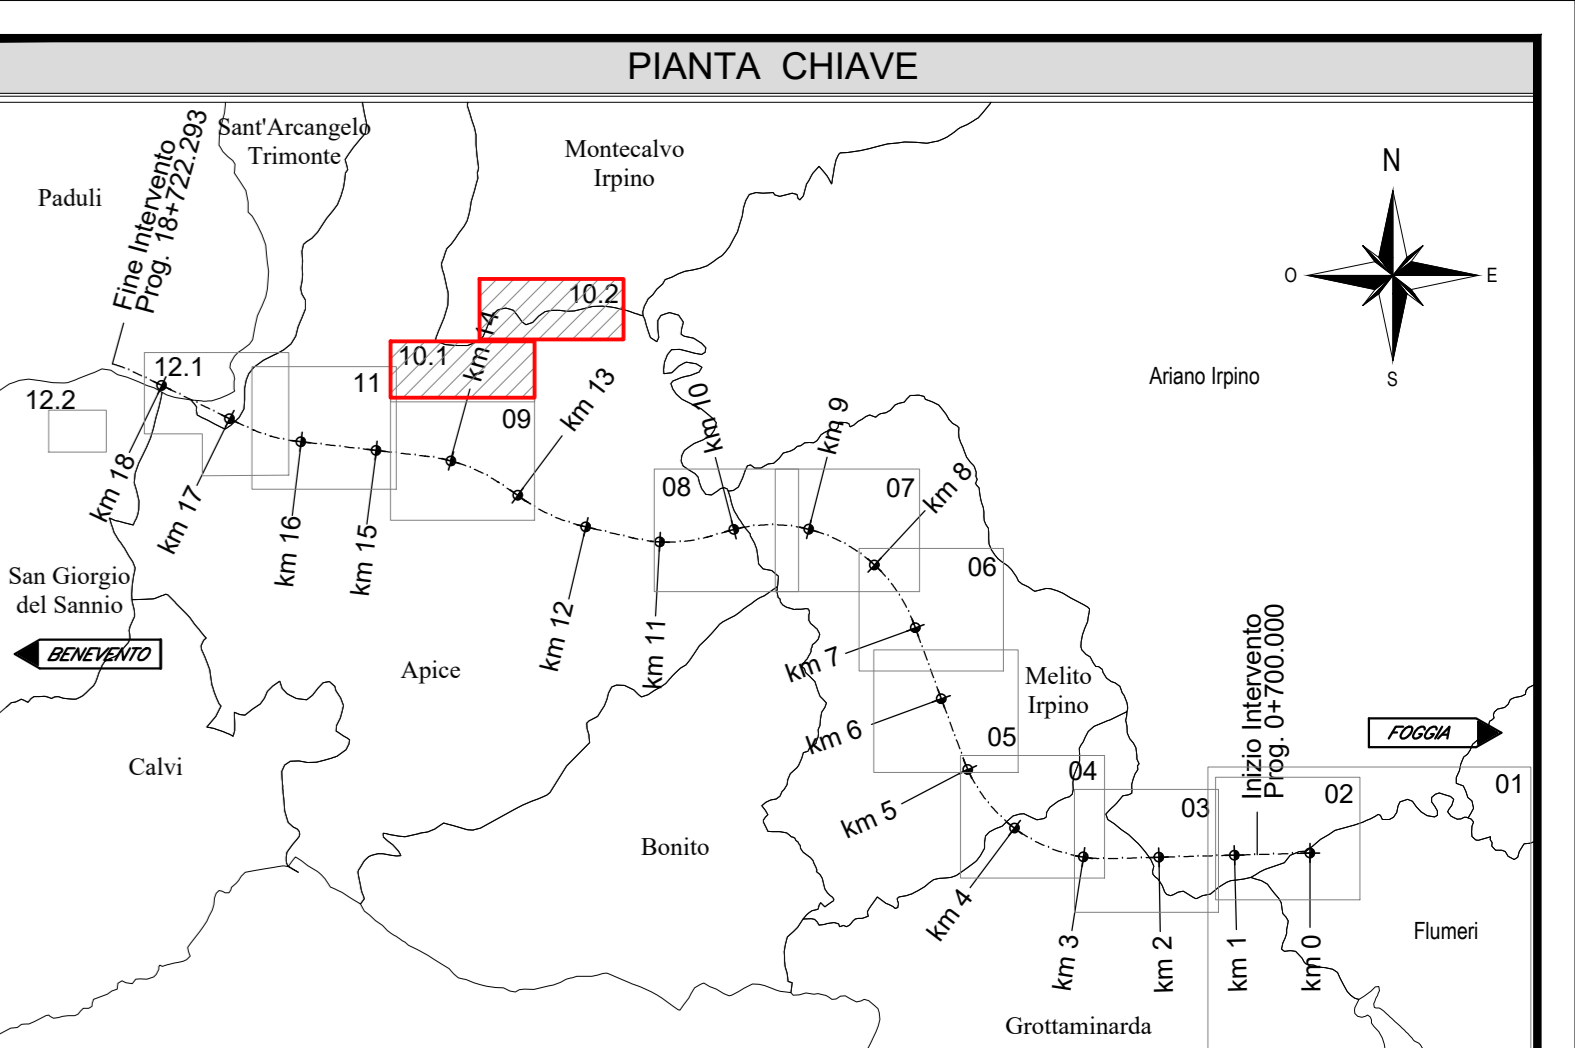 PIANTA CHIAVE
Sant'Arcangelo
Trimonte
Montecalvo
Irpino
Paduli
Fine Intervento
Prog. 18+722.293
N
O
E
S
10.2
10.1
km 14
12.1
11
12.2
09
km 13
km 10
km 9
Ariano Irpino
08
07
km 8
km 18
km 17
km 16
km 15
06
San Giorgio
del Sannio
BENEVENTO
km 12
km 11
km 7
Apice
Melito
Irpino
Inizio Intervento
Prog. 0+700.000
km 6
05
FOGGIA
Calvi
04
03
02
01
km 5
Bonito
km 4
km 3
km 2
km 1
km 0
Flumeri
Grottaminarda